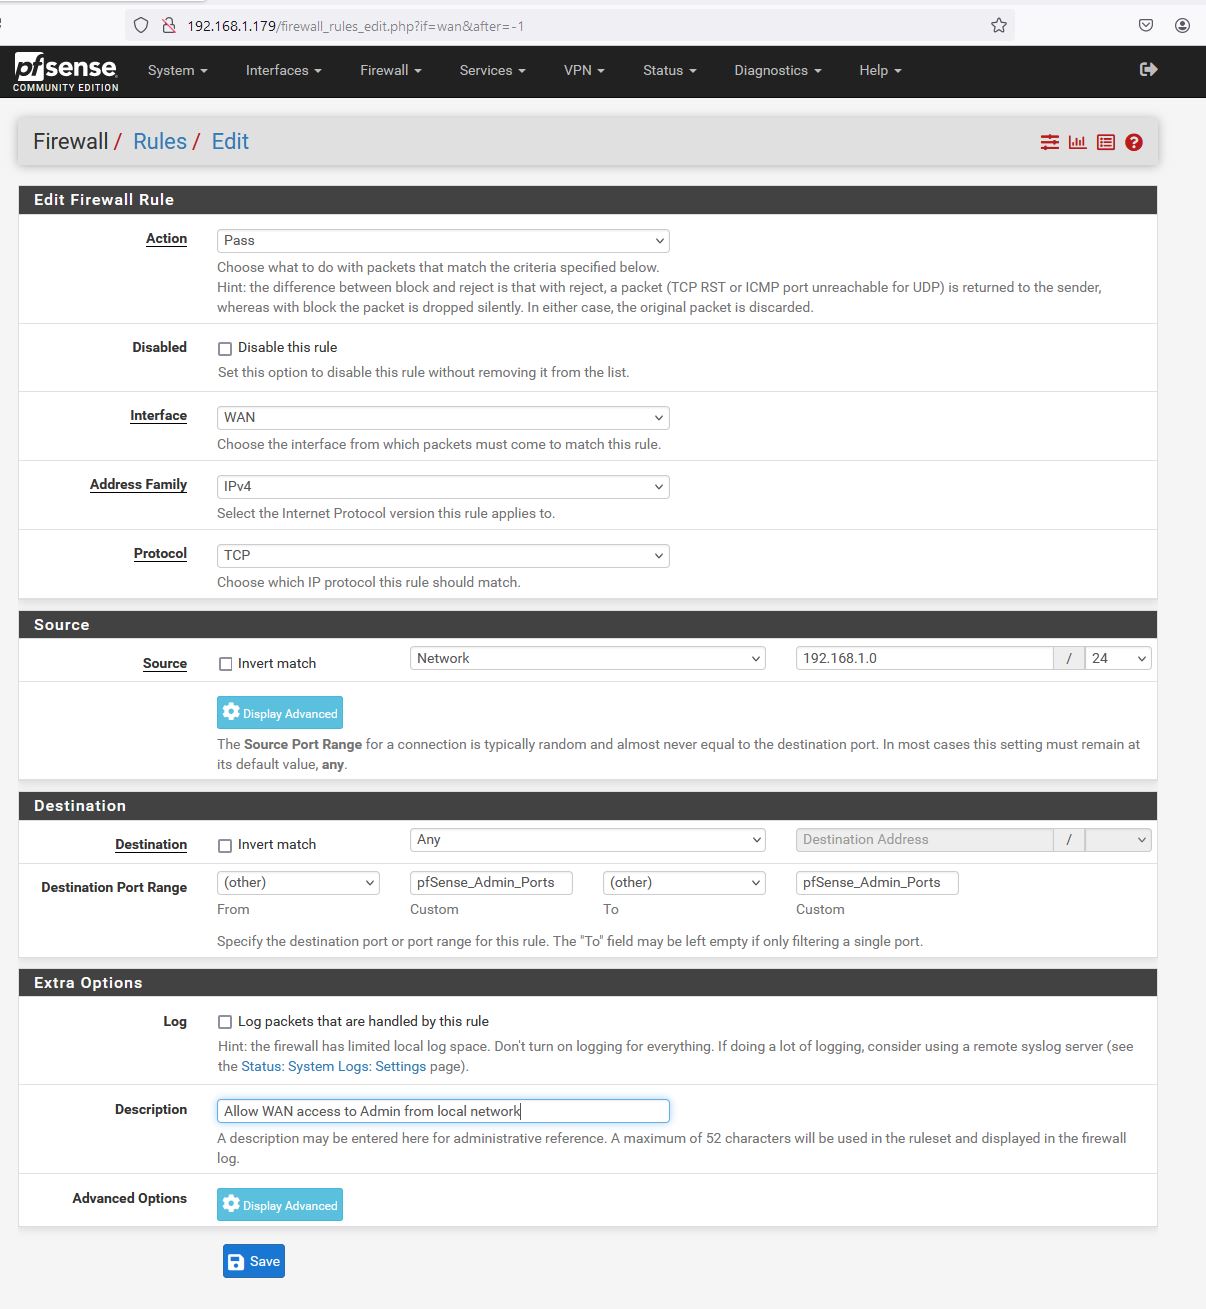 192.168.1.179/firewall_rules_edit.php?if=wan&after=-1
pfsense
COMMUNITY EDITION
System Interfaces Firewall Services VPN Status Diagnostics Help
Firewall / Rules / Edit
Edit Firewall Rule
Action
Pass
Choose what to do with packets that match the criteria specified below.
Hint: the difference between block and reject is that with reject, a packet (TCP RST or ICMP port unreachable for UDP) is returned to the sender,
whereas with block the packet is dropped silently. In either case, the original packet is discarded.
Disabled
Disable this rule
Set this option to disable this rule without removing it from the list.
Interface
WAN
Choose the interface from which packets must come to match this rule.
Address Family
IPv4
Select the Internet Protocol version this rule applies to.
Protocol
TCP
Choose which IP protocol this rule should match.
Source
Source Invert match Network 192.168.1.0 / 24
Display Advanced
The Source Port Range for a connection is typically random and almost never equal to the destination port. In most cases this setting must remain at
its default value, any.
Destination
Destination Invert match Any Destination Address /
Destination Port Range (other) pfSense_Admin_Ports (other) pfSense_Admin_Ports
From Custom To Custom
Specify the destination port or port range for this rule. The "To" field may be left empty if only filtering a single port.
Extra Options
Log
Log packets that are handled by this rule
Hint: the firewall has limited local log space. Don't turn on logging for everything. If doing a lot of logging, consider using a remote syslog server (see
the Status: System Logs: Settings page).
Description
Allow WAN access to Admin from local network
A description may be entered here for administrative reference. A maximum of 52 characters will be used in the ruleset and displayed in the firewall
log.
Advanced Options
Display Advanced
Save